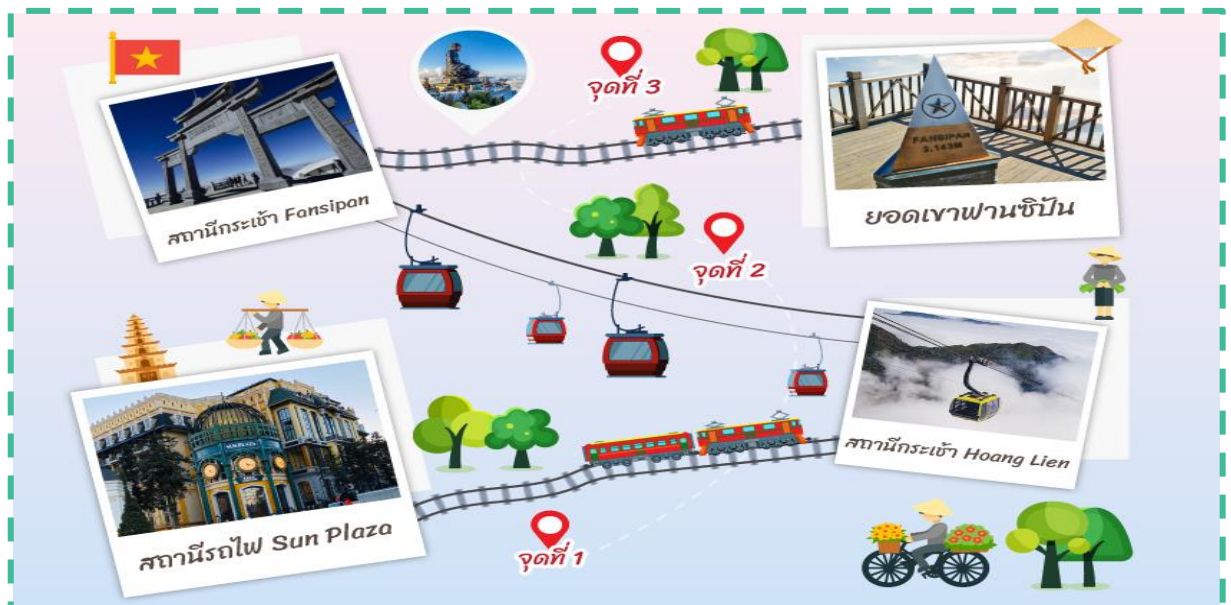 จุดที่ 3
FANSIPAN
3.143M
สถานีกระเช้า Fansipan
ยอดเขาฟานซิปัน
จุดที่ 2
SUN PLAZA
สถานีกระเช้า Hoang Lien
สถานีรถไฟ Sun Plaza
จุดที่ 1